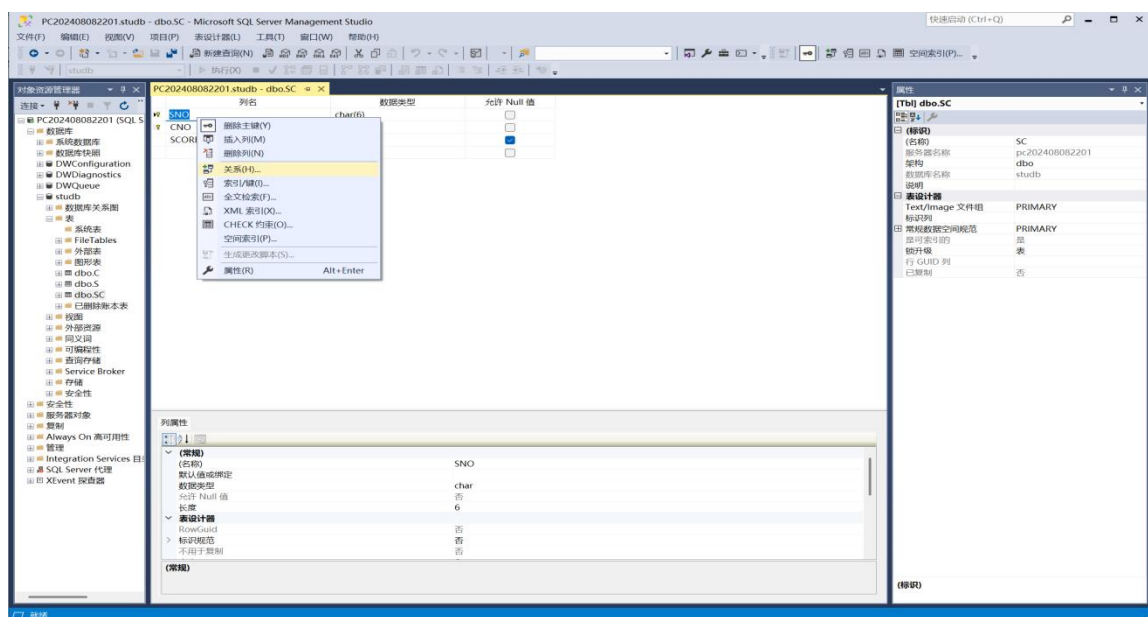 PC202408082201.studb - dbo.SC - Microsoft SQL Server Management Studio
快速启动 (Ctrl+Q)
文件(F) 编辑(E) 视图(V) 项目(P) 表设计器(L) 工具(T) 窗口(W) 帮助(H)
新建查询(N)
空间索引(P)...
studb
执行(X)
对象资源管理器
连接
PC202408082201 (SQL S
数据库
系统数据库
数据库快照
DWConfiguration
DWDiagnostics
DWQueue
studb
数据库关系图
表
系统表
FileTables
外部表
图形表
dbo.C
dbo.S
dbo.SC
已删除账本表
视图
外部资源
同义词
可编程性
查询存储
Service Broker
存储
安全性
安全性
服务器对象
复制
Always On 高可用性
管理
Integration Services 目
SQL Server 代理
XEvent 探查器
PC202408082201.studb - dbo.SC
列名 数据类型 允许 Null 值
SNO char(6)
CNO
SCORE
删除主键(Y)
插入列(M)
删除列(N)
关系(H)...
索引/键(I)...
全文检索(F)...
XML 索引(X)...
CHECK 约束(O)...
空间索引(P)...
生成更改脚本(S)...
属性(R) Alt+Enter
列属性
(常规)
(名称) SNO
默认值或绑定
数据类型 char
允许 Null 值 否
长度 6
表设计器
RowGuid 否
标识规范 否
不用于复制 否
(常规)
属性
[Tbl] dbo.SC
(标识)
(名称) SC
服务器名称 pc202408082201
架构 dbo
数据库名称 studb
说明
表设计器
Text/Image 文件组 PRIMARY
标识列
常规数据空间规范 PRIMARY
是可索引的 是
锁升级 表
行 GUID 列
已复制 否
(标识)
就绪